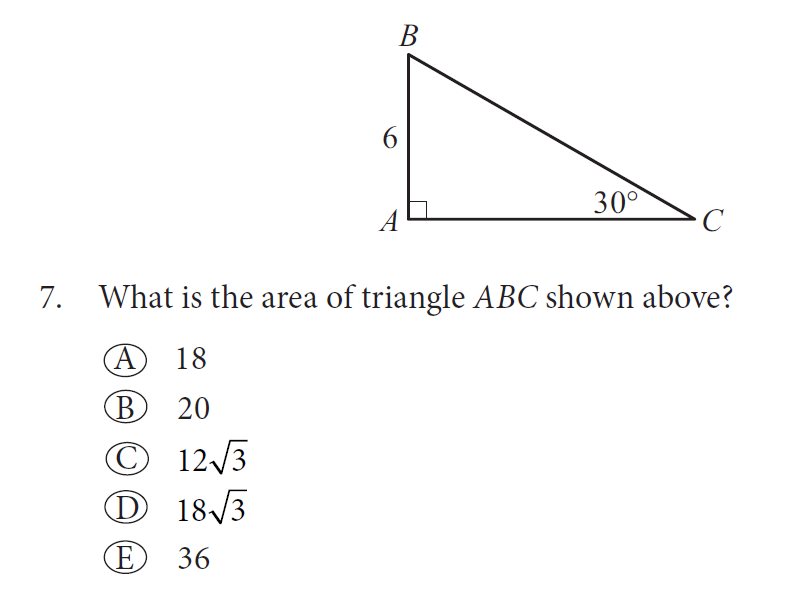 B
6
30°
A
C
7. What is the area of triangle ABC shown above?
A 18
B 20
C 12√3
D 18√3
E 36